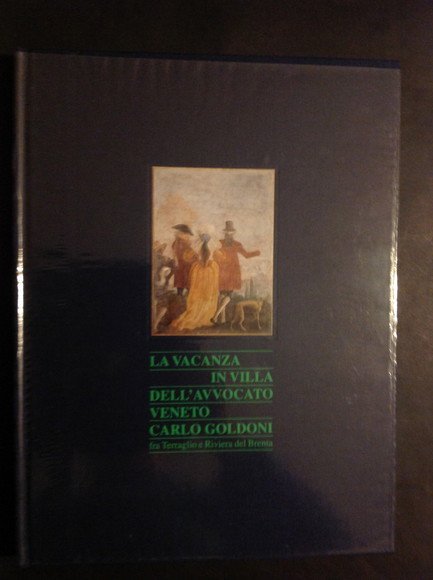 LA VACANZA
IN VILLA
DELL'AVVOCATO
VENETO
CARLO GOLDONI
fra Terraglio e Riviera del Brenta